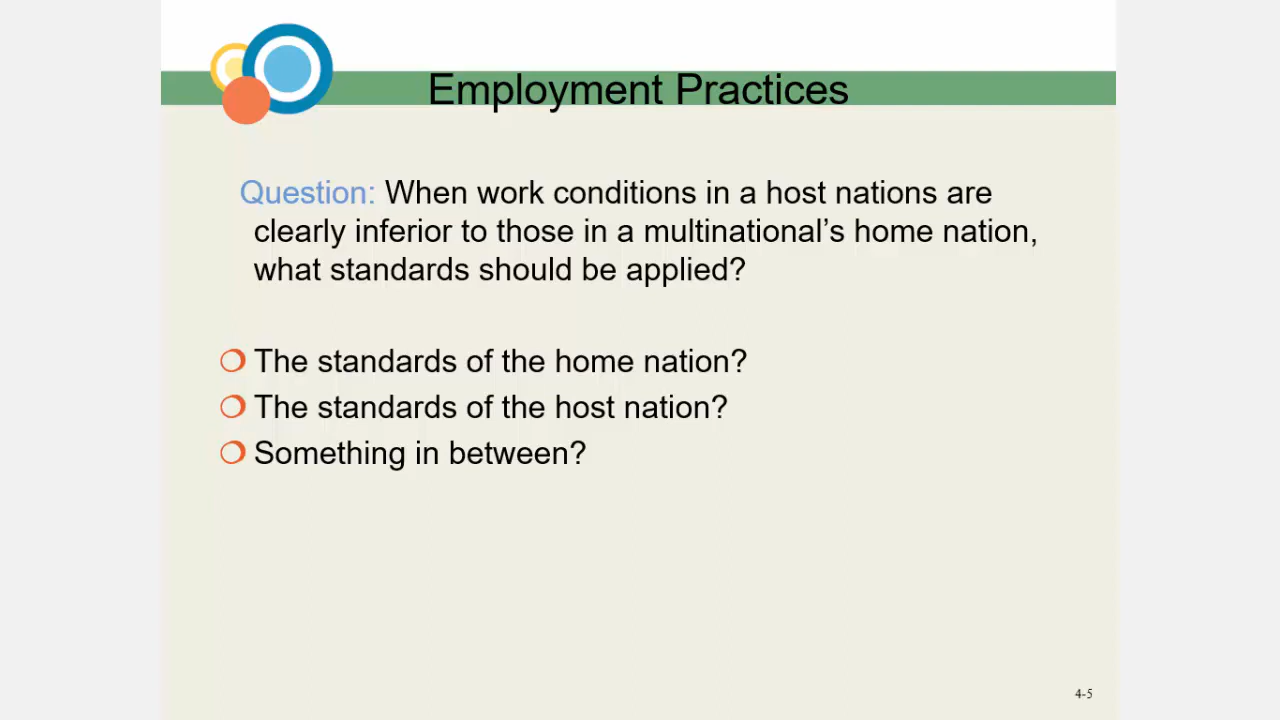 Employment Practices
Question: When work conditions in a host nations are
clearly inferior to those in a multinational’s home nation,
what standards should be applied?
The standards of the home nation?
The standards of the host nation?
Something in between?
4-5